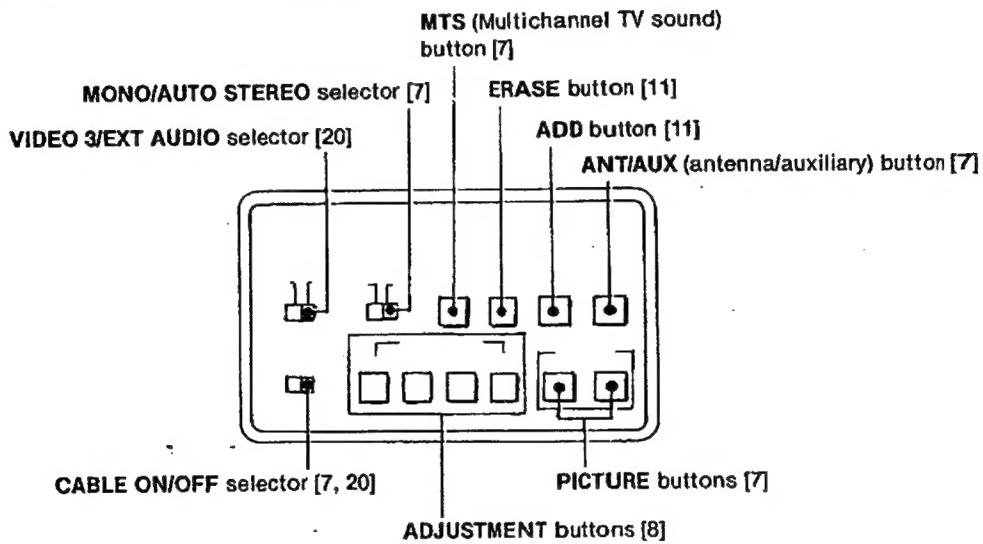 MTS (Multichannel TV sound)
button [7]
MONO/AUTO STEREO selector [7]
ERASE button [11]
VIDEO 3/EXT AUDIO selector [20]
ADD button [11]
ANT/AUX (antenna/auxiliary) button [7]
CABLE ON/OFF selector [7, 20]
PICTURE buttons [7]
ADJUSTMENT buttons [8]